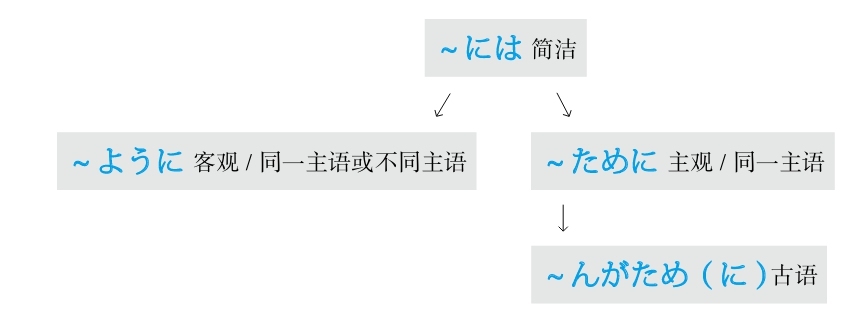 ~には 简洁
~ように 客观 / 同一主语或不同主语
~ために 主观 / 同一主语
~んがため(に)古语